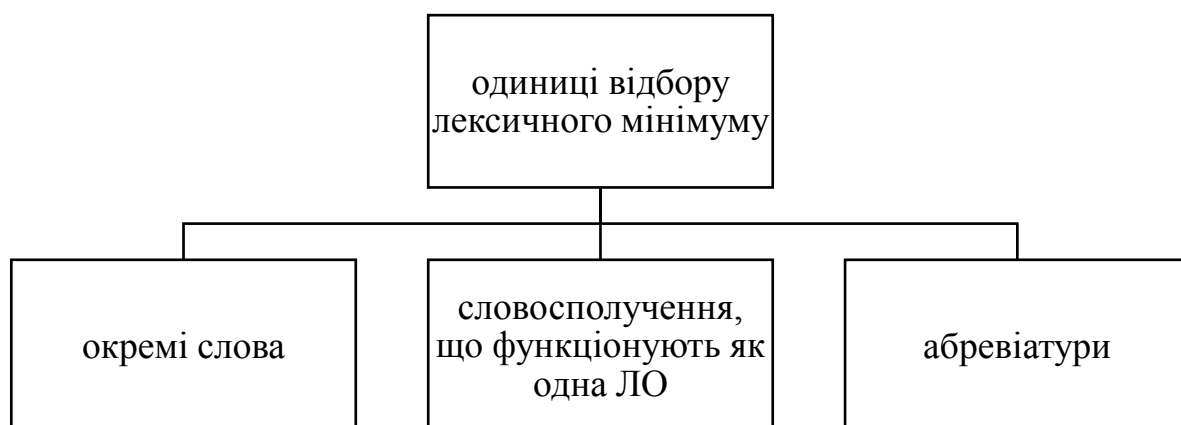 одиниці відбору
лексичного мінімуму
окремі слова
словосполучення,
що функціонують як
одна ЛО
абревіатури